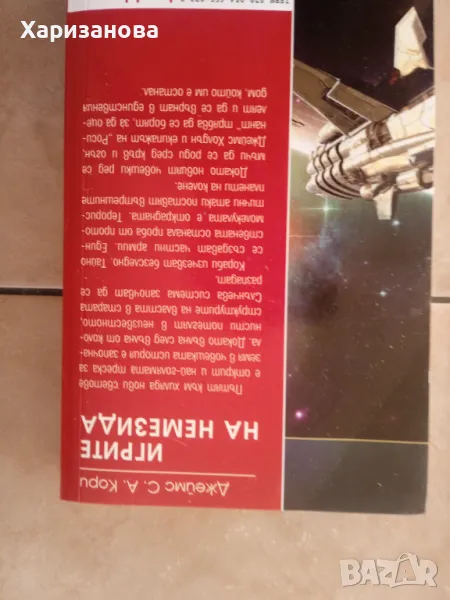 Харизанова
Джеймс С. А. Кори
ИГРИТЕ
НА НЕМЕЗИДА
Пътят към хиляда нови светове
е открит и най-голямата треска за
земя в човешката история е започна-
ла. Докато вълна след вълна от колo-
нисти потеглят в неизвестното,
структурите на властта в старата
Слънчева система започват да се
разпадат.
Кораби изчезват безследно. Тайно
се създават частни армии. Един-
ствената останала проба от прото-
молекулата е открадната. Терорис-
тични атаки поставят вътрешните
планети на колене.
Докато новият човешки ред се
мъчи да се роди сред кръв и огън,
Джеймс Холдън и екипажът на „Роси-
нант“ трябва да се борят, за да оце-
леят и да се върнат в единствения
дом, който им е останал.
BAZAR